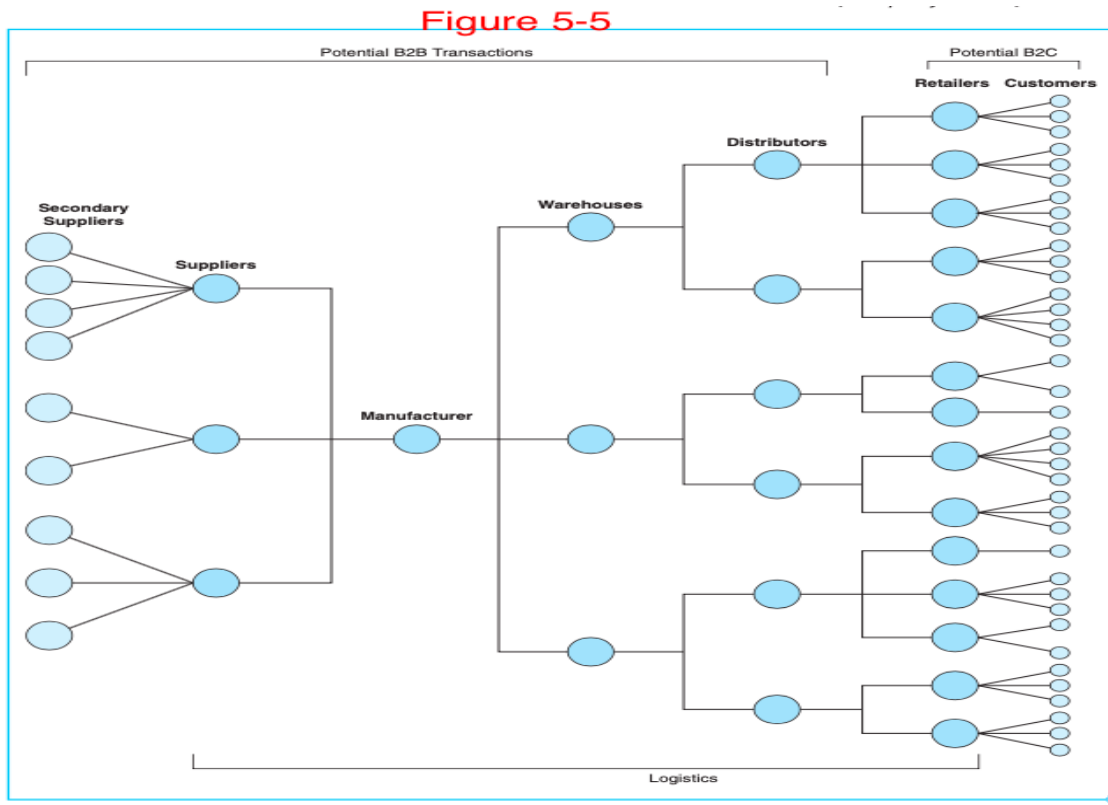 Figure 5-5
Potential B2B Transactions
Potential B2C
Retailers
Customers
Distributors
Warehouses
Secondary
Suppliers
Suppliers
Manufacturer
Logistics